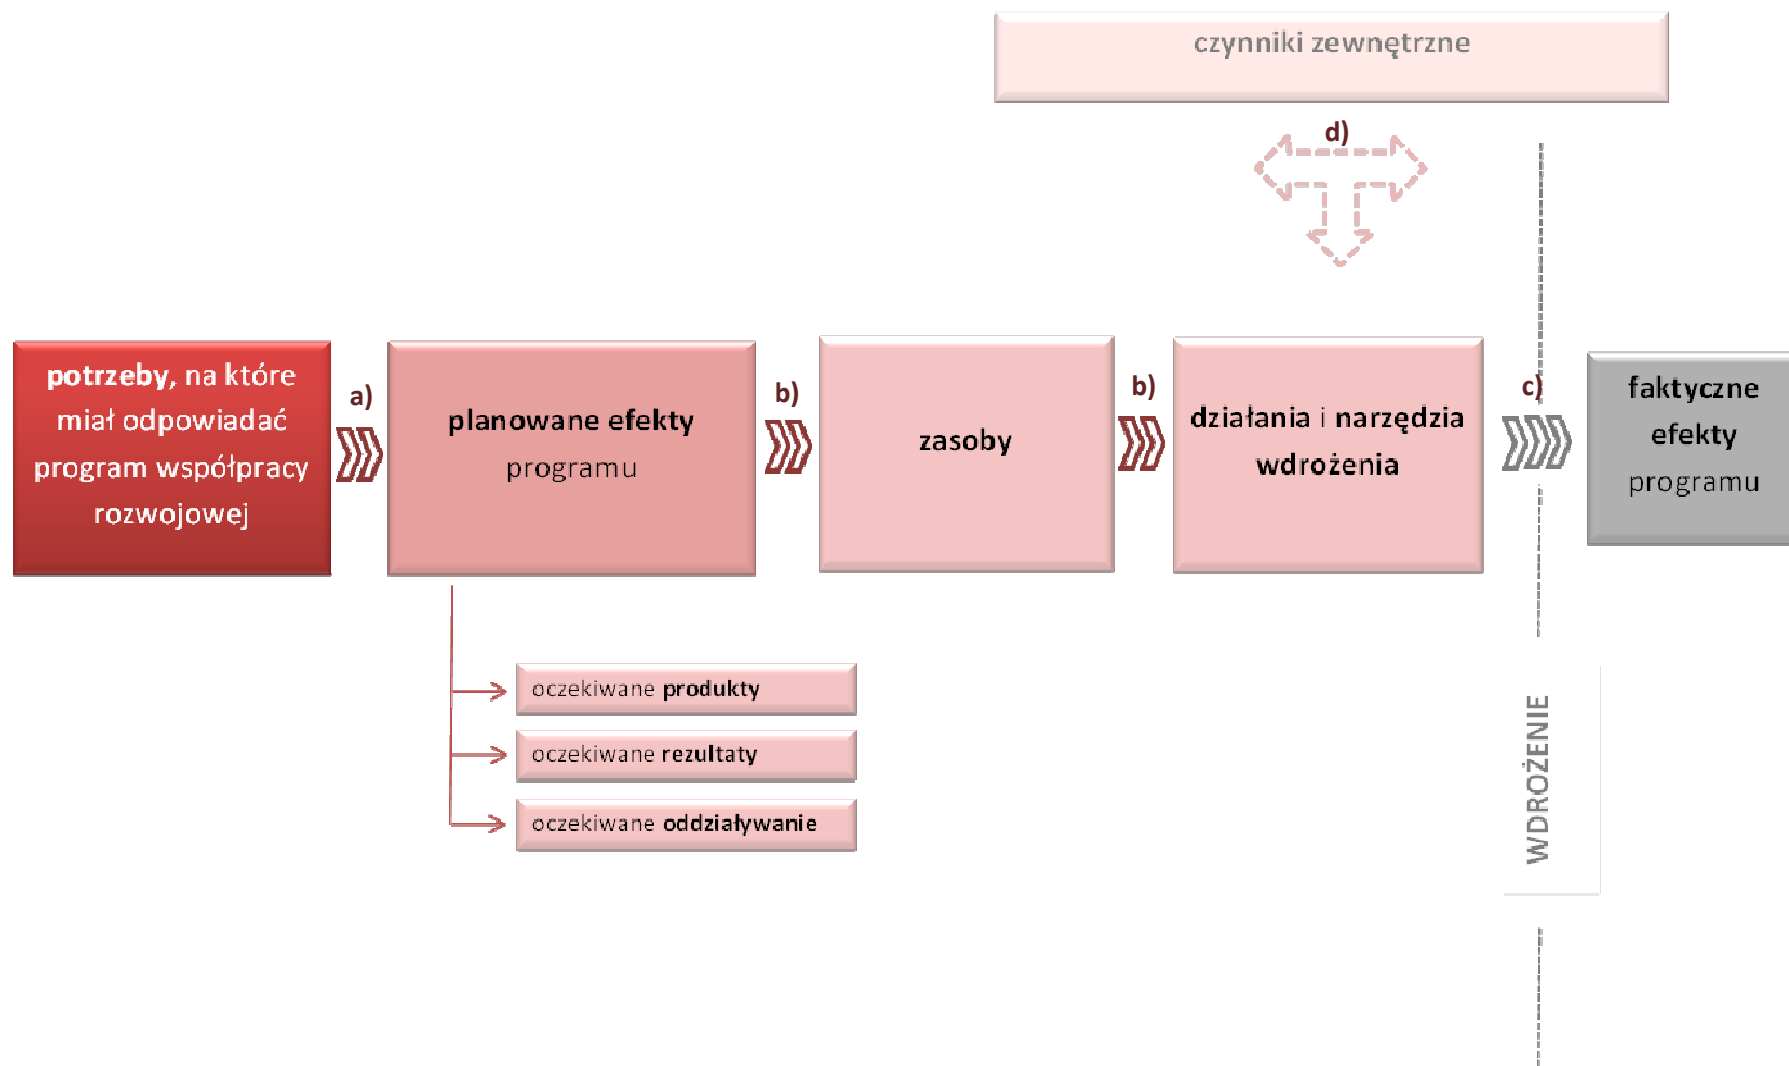 czynniki zewnętrzne
d)
potrzeby, na które
miał odpowiadać
program współpracy
rozwojowej
a)
planowane efekty
programu
b)
zasoby
b)
działania i narzędzia
wdrożenia
c)
faktyczne
efekty
programu
oczekiwane produkty
oczekiwane rezultaty
oczekiwane oddziaływanie
WDROŻENIE